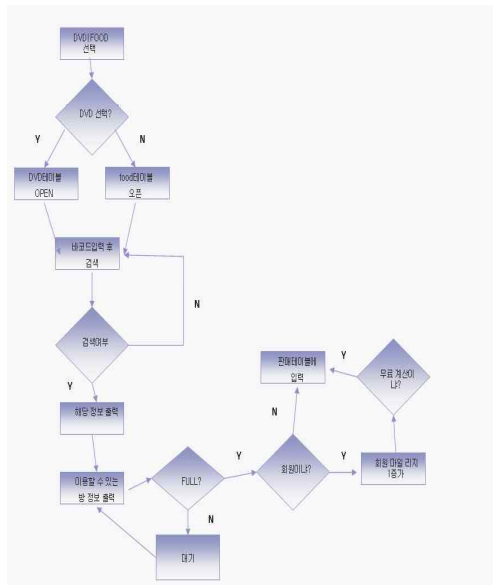 DVD|FOOD
선택
DVD 선택?
Y
N
DVD테이블
OPEN
food테이블
오픈
바코드입력 후
검색
N
검색여부
Y
해당 정보 출력
이용할 수 있는
방 정보 출력
FULL?
Y
N
대기
회원이냐?
N
Y
판매테이블에
입력
Y
무료 계산이
냐?
회원 마일 리지
1증가